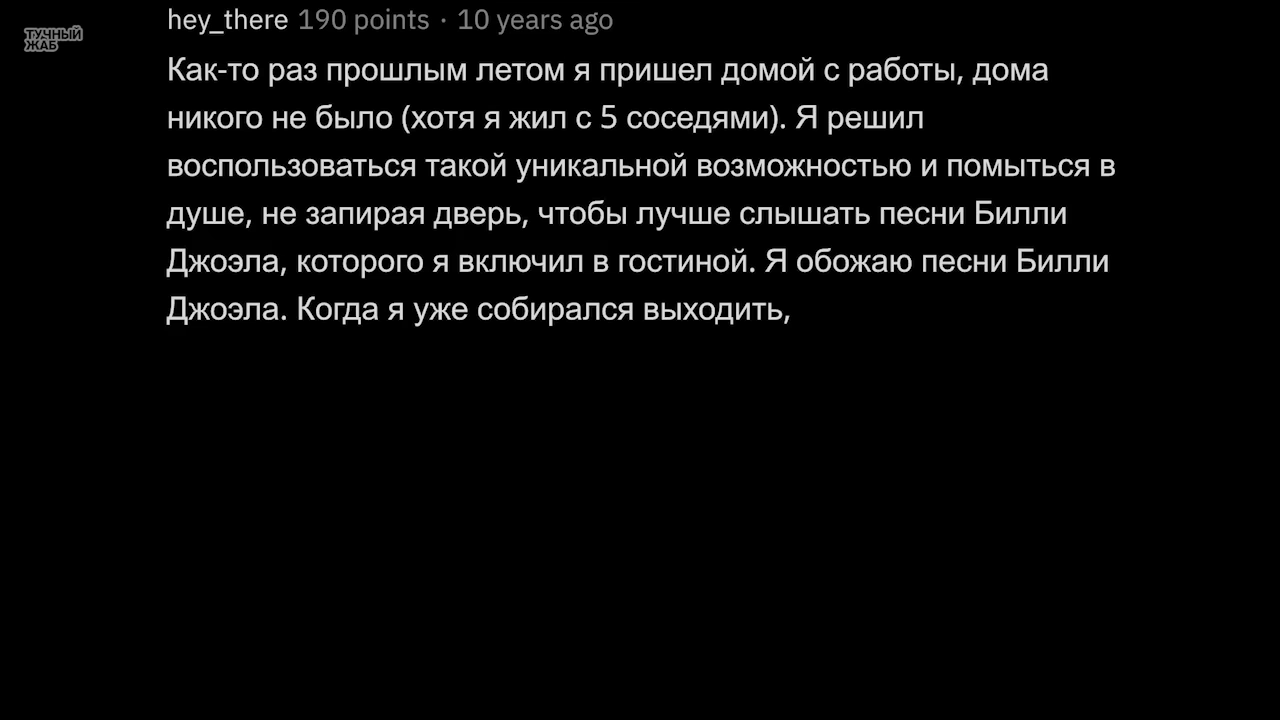 hey_there 190 points · 10 years ago
ТУЧНЫЙ
ЖАБ
Как-то раз прошлым летом я пришел домой с работы, дома
никого не было (хотя я жил с 5 соседями). Я решил
воспользоваться такой уникальной возможностью и помыться в
душе, не запирая дверь, чтобы лучше слышать песни Билли
Джоэла, которого я включил в гостиной. Я обожаю песни Билли
Джоэла. Когда я уже собирался выходить,